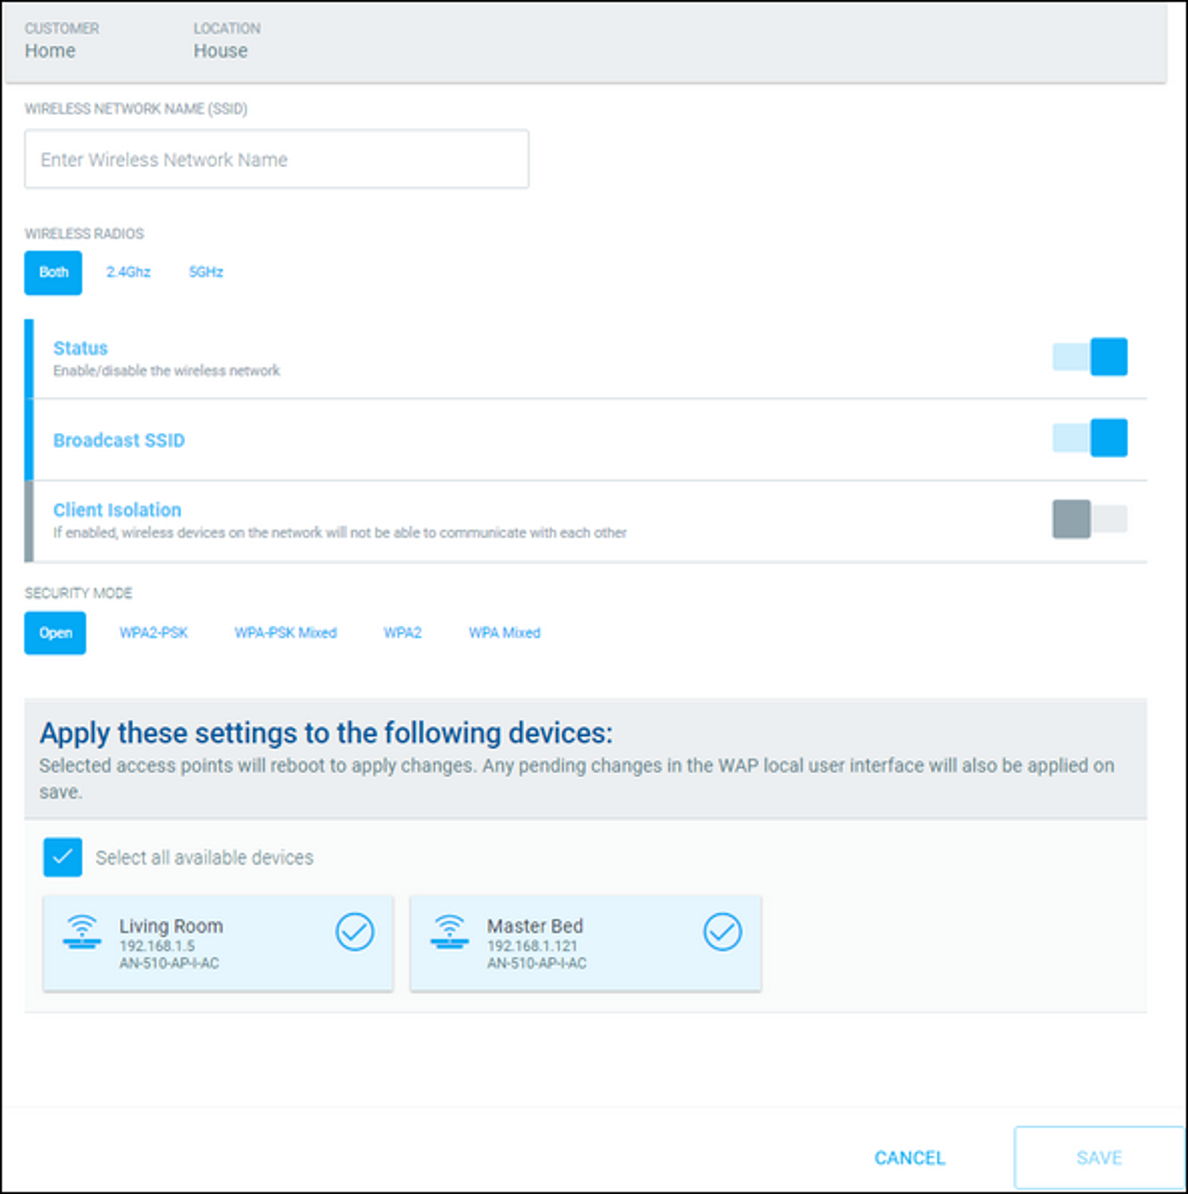 CUSTOMER LOCATION
Home House
WIRELESS NETWORK NAME (SSID)
Enter Wireless Network Name
WIRELESS RADIOS
Both 2.4Ghz 5GHz
Status
Enable/disable the wireless network
Broadcast SSID
Client Isolation
If enabled, wireless devices on the network will not be able to communicate with each other
SECURITY MODE
Open WPA2-PSK WPA-PSK Mixed WPA2 WPA Mixed
Apply these settings to the following devices:
Selected access points will reboot to apply changes. Any pending changes in the WAP local user interface will also be applied on
save.
Select all available devices
Living Room
192.168.1.5
AN-510-AP-I-AC
Master Bed
192.168.1.121
AN-510-AP-I-AC
CANCEL SAVE